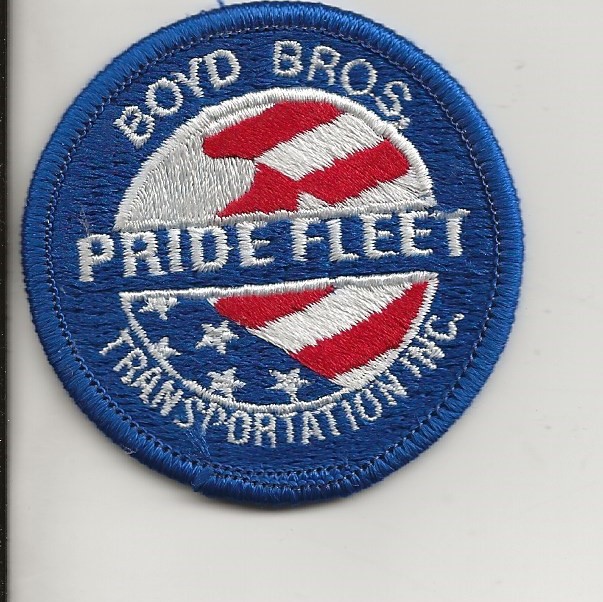 BOYD BROS.
PRIDE FLEET
TRANSPORTATION INC.